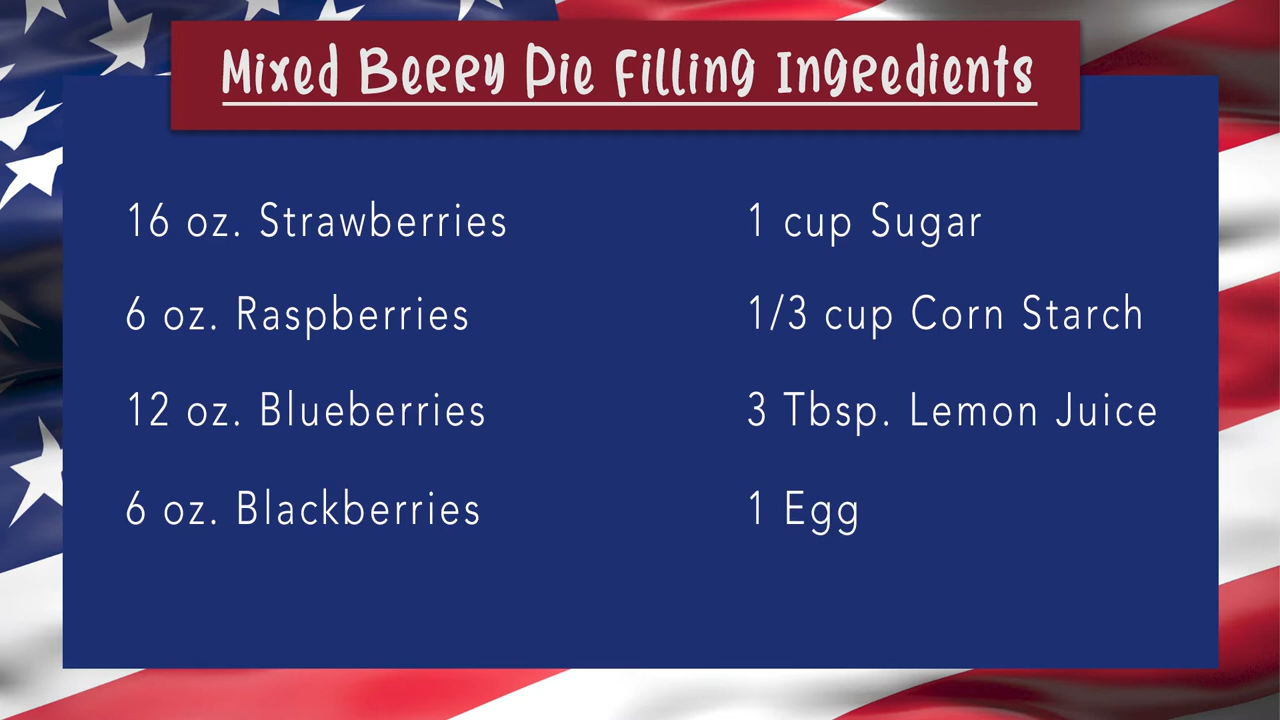 Mixed Berry Pie Filling Ingredients
16 oz. Strawberries
6 oz. Raspberries
12 oz. Blueberries
6 oz. Blackberries
1 cup Sugar
1/3 cup Corn Starch
3 Tbsp. Lemon Juice
1 Egg